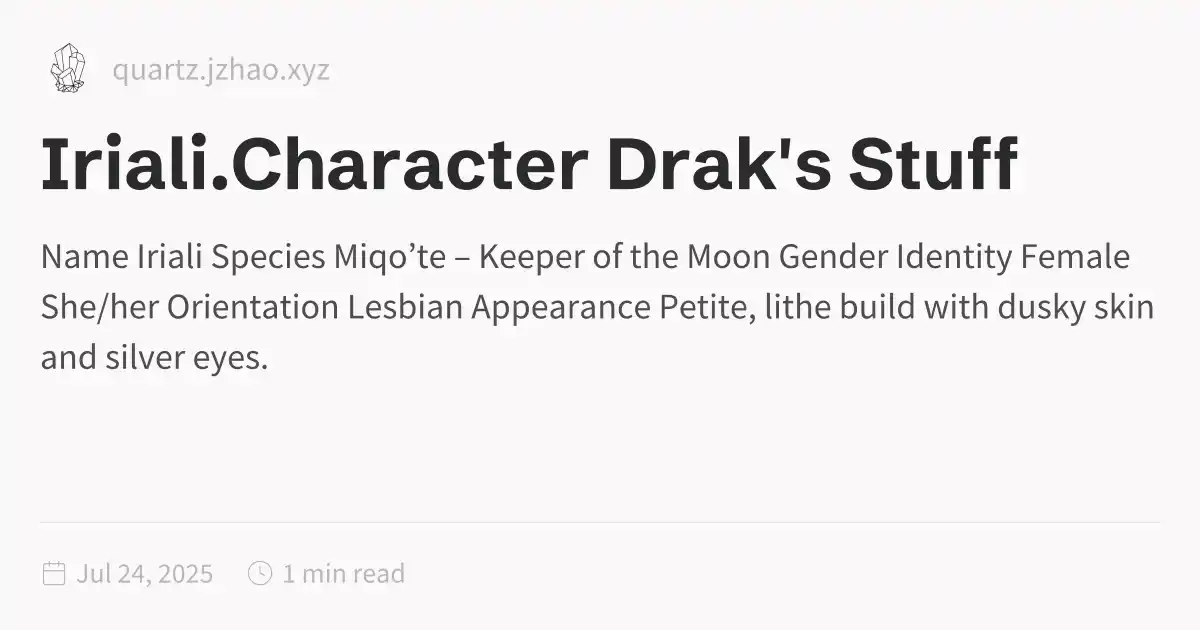 quartz.jzhao.xyz
Iriali.Character Drak's Stuff
Name Iriali Species Miqo’te – Keeper of the Moon Gender Identity Female
She/her Orientation Lesbian Appearance Petite, lithe build with dusky skin
and silver eyes.
Jul 24, 2025 1 min read